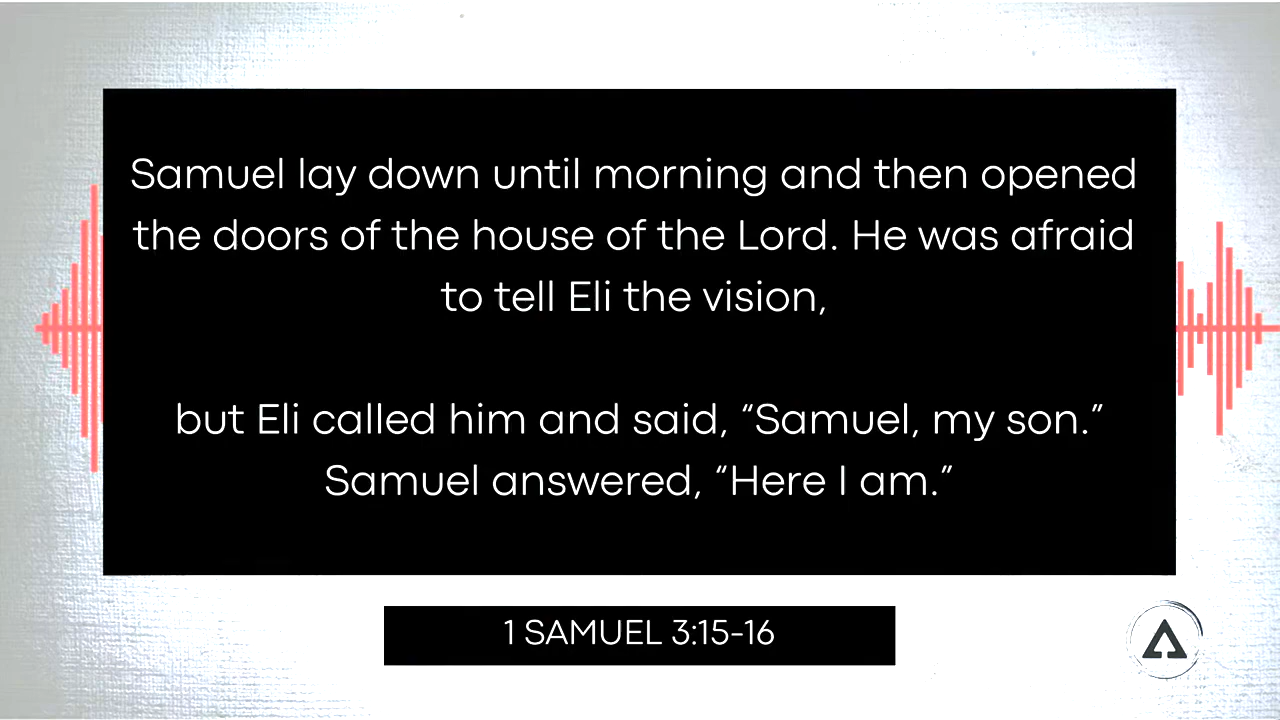 Samuel lay down until morning and then opened
the doors of the house of the Lord. He was afraid
to tell Eli the vision,
but Eli called him and said, “Samuel, my son.”
Samuel answered, “Here I am.”
1 SAMUEL 3:15-16